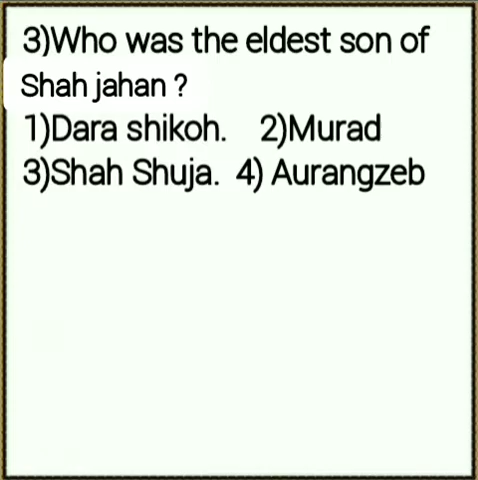 3)Who was the eldest son of
Shah jahan ?
1)Dara shikoh. 2)Murad
3)Shah Shuja. 4) Aurangzeb